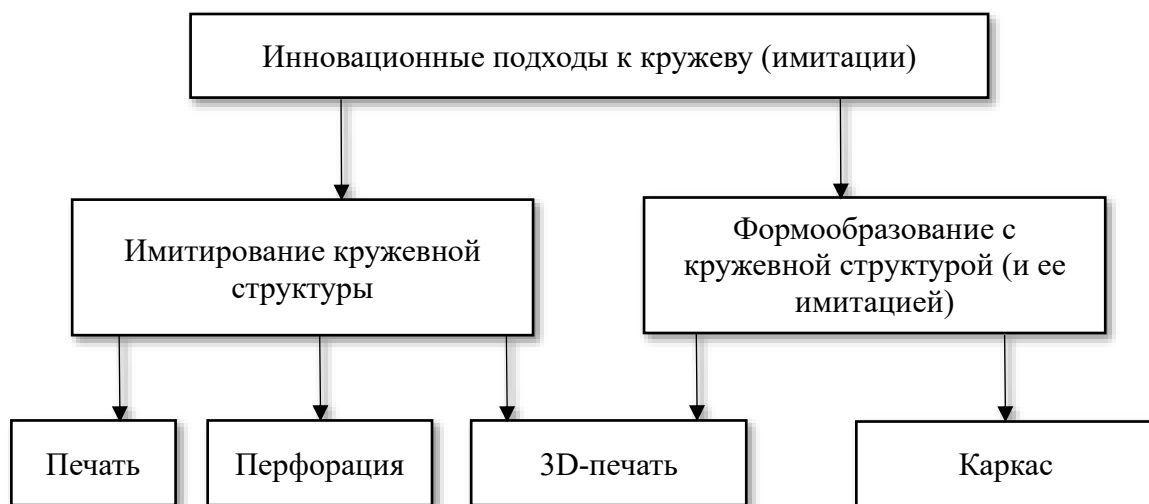 Инновационные подходы к кружеву (имитации)
Имитирование кружевной
структуры
Формообразование с
кружевной структурой (и ее
имитацией)
Печать
Перфорация
3D-печать
Каркас